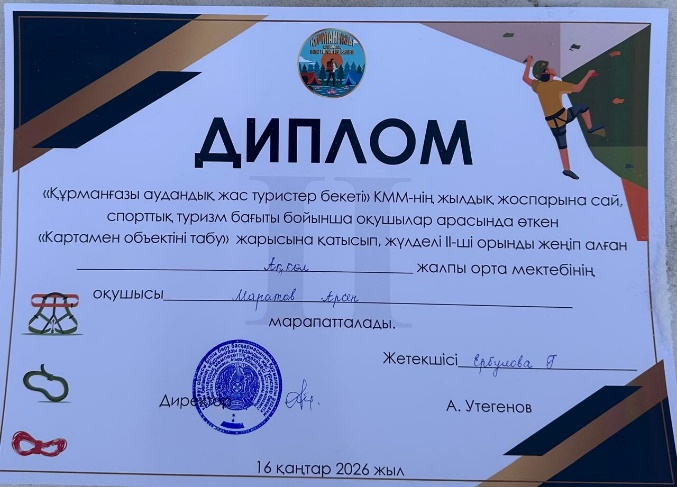 ДИПЛОМ
«Құрманғазы аудандық жас туристер бекеті» КММ-нің жылдық жоспарына сай,
спорттық туризм бағыты бойынша оқушылар арасында өткен
«Картамен объектіні табу» жарысына қатысып, жүлделі ІІ-ші орынды жеңіп алған
Ақкөл жалпы орта мектебінің
оқушысы Маратов Арсен
марапатталады.
II
Жетекшісі Ербулова Г
Директор А. Утегенов
16 қаңтар 2026 жыл